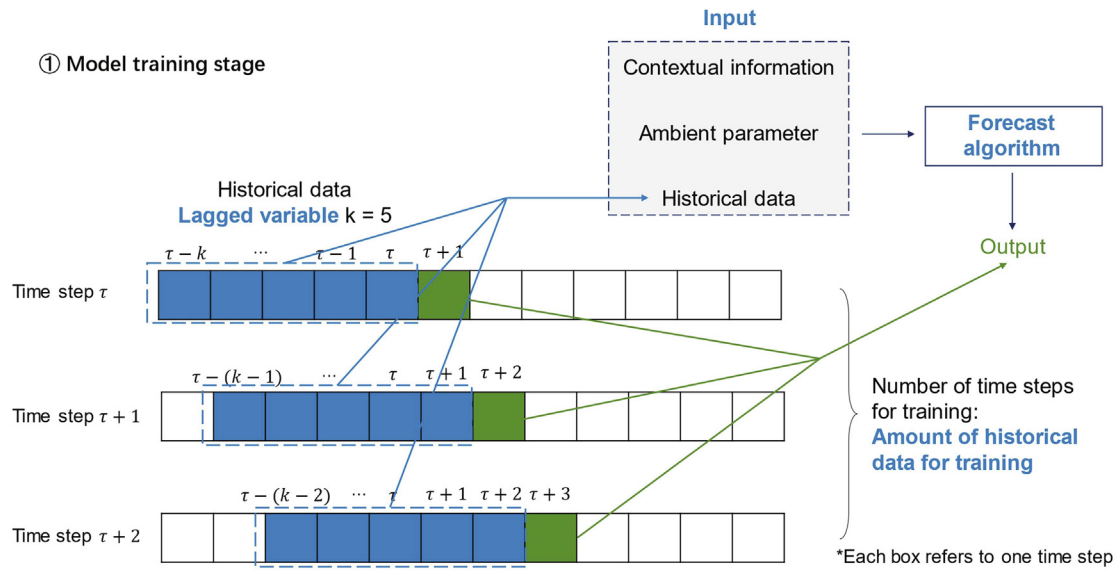 Input
① Model training stage
Contextual information
Ambient parameter
Historical data
Forecast
algorithm
Output
Historical data
Lagged variable k = 5
τ − k ··· τ − 1 τ τ + 1
Time step τ
τ − (k − 1) ··· τ τ + 1 τ + 2
Time step τ + 1
τ − (k − 2) ··· τ τ + 1 τ + 2 τ + 3
Time step τ + 2
Number of time steps
for training:
Amount of historical
data for training
*Each box refers to one time step